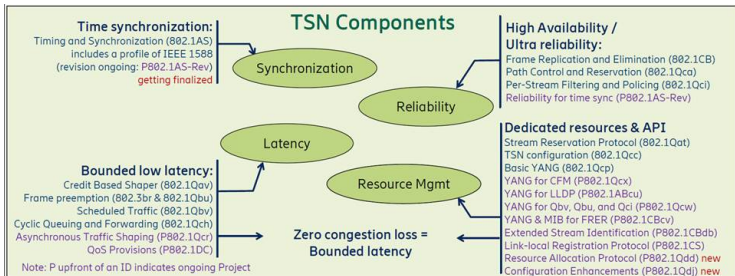 TSN Components
Time synchronization:
Timing and Synchronization (802.1AS)
includes a profile of IEEE 1588
(revision ongoing: P802.1AS-Rev)
getting finalized
Synchronization
High Availability /
Ultra reliability:
Frame Replication and Elimination (802.1CB)
Path Control and Reservation (802.1Qca)
Per-Stream Filtering and Policing (802.1Qci)
Reliability for time sync (P802.1AS-Rev)
Reliability
Latency
Bounded low latency:
Credit Based Shaper (802.1Qav)
Frame preemption (802.3br & 802.1Qbu)
Scheduled Traffic (802.1Qbv)
Cyclic Queuing and Forwarding (802.1Qch)
Asynchronous Traffic Shaping (P802.1Qcr)
QoS Provisions (P802.1DC)
Resource Mgmt
Dedicated resources & API
Stream Reservation Protocol (802.1Qat)
TSN configuration (802.1Qcc)
Basic YANG (802.1Qcp)
YANG for CFM (P802.1Qcx)
YANG for LLDP (P802.1ABcu)
YANG for Qbv, Qbu, and Qci (P802.1Qcw)
YANG & MIB for FRER (P802.1CBcv)
Extended Stream Identification (P802.1CBdb)
Link-local Registration Protocol (P802.1CS)
Resource Allocation Protocol (P802.1Qdd) new
Configuration Enhancements (P802.1Qdj) new
Zero congestion loss =
Bounded latency
Note: P upfront of an ID indicates ongoing Project